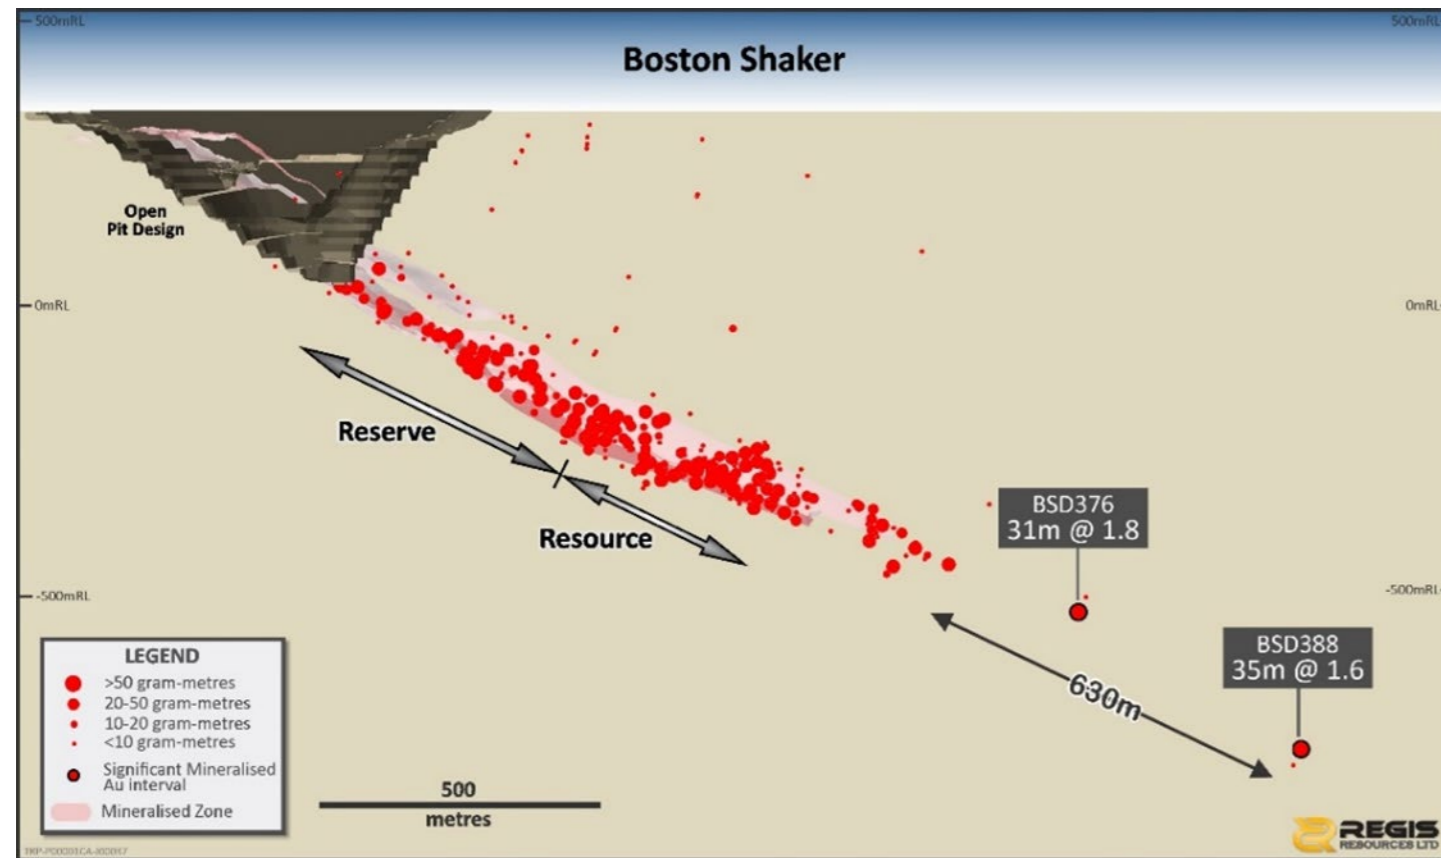 500mRL
500mRL
Boston Shaker
Open
Pit Design
0mRL
0mRL
Reserve
Resource
BSD376
31m @ 1.8
-500mRL
-500mRL
BSD388
35m @ 1.6
630m
LEGEND
>50 gram-metres
20-50 gram-metres
10-20 gram-metres
<10 gram-metres
Significant Mineralised
Au interval
Mineralised Zone
500
metres
REGIS
RESOURCES LTD